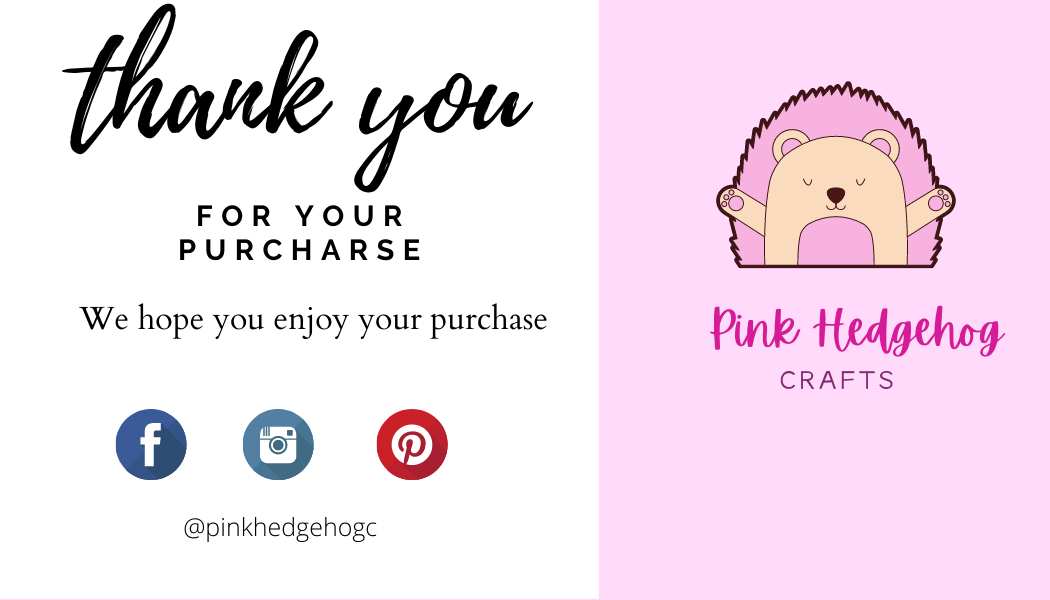 thank you
FOR YOUR
PURCHARSE
We hope you enjoy your purchase
@pinkhedgehogc
Pink Hedgehog
CRAFTS